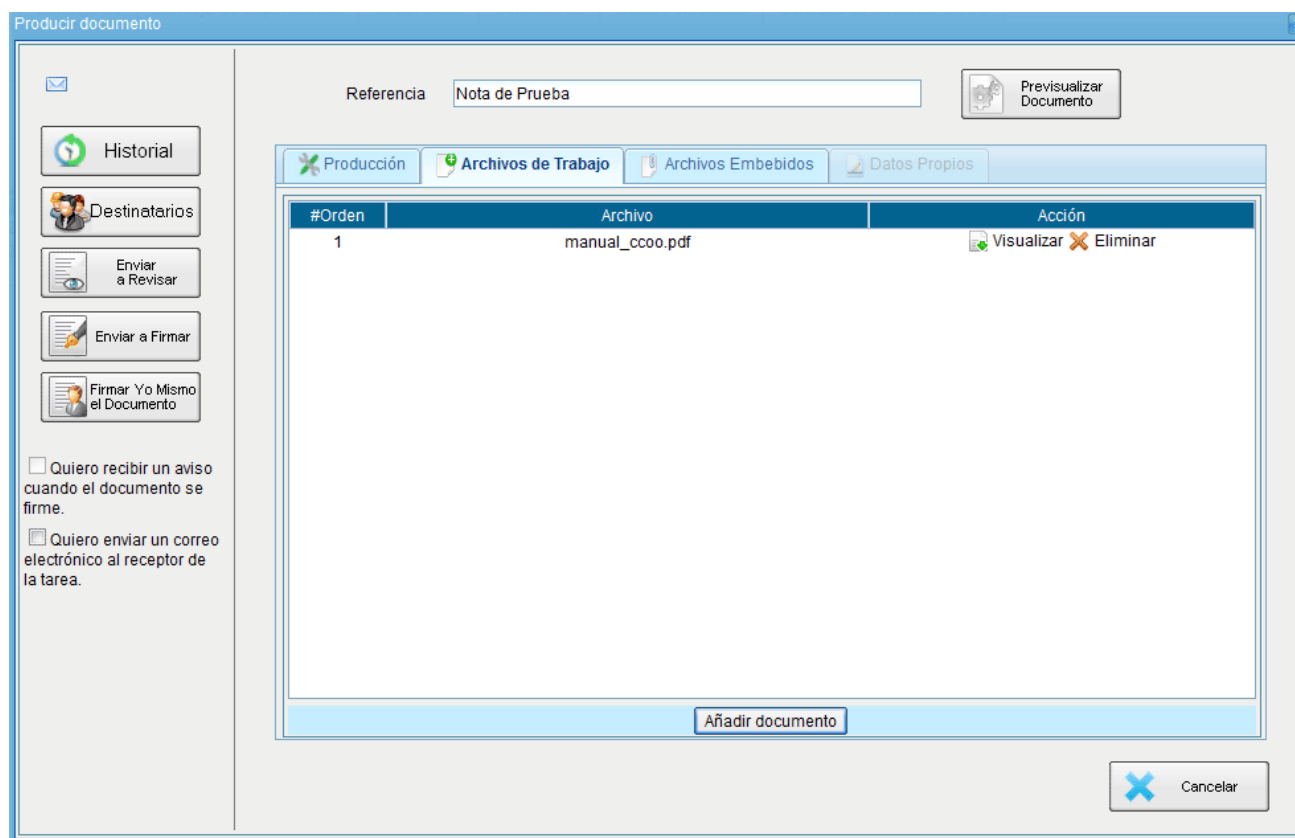 Producir documento
Referencia
Nota de Prueba
Previsualizar
Documento
Historial
Destinatarios
Enviar
a Revisar
Enviar a Firmar
Firmar Yo Mismo
el Documento
Quiero recibir un aviso
cuando el documento se
firme.
Quiero enviar un correo
electrónico al receptor de
la tarea.
Producción
Archivos de Trabajo
Archivos Embebidos
Datos Propios
#Orden Archivo Acción
1 manual_ccoo.pdf Visualizar Eliminar
Añadir documento
Cancelar